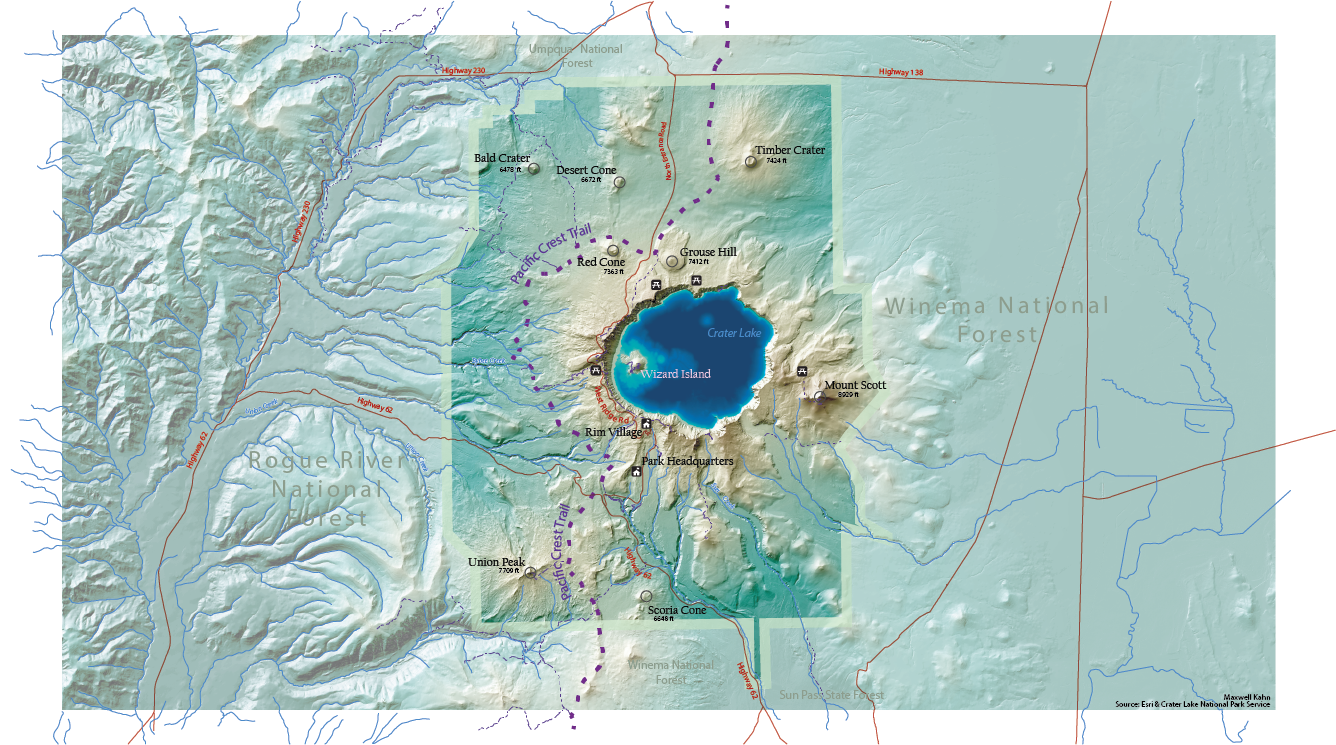 Umpqua National
Forest
Highway 230
Highway 138
North Entrance Road
Timber Crater
7424 ft
Bald Crater
6478 ft
Desert Cone
6672 ft
Highway 230
Pacific Crest Trail
Red Cone
7363 ft
Grouse Hill
7412 ft
Winema National
Forest
Crater Lake
Wizard Island
Mount Scott
8929 ft
Highway 62
West Ridge Rd
Rim Village
Highway 62
Park Headquarters
Rogue River
National
Forest
Pacific Crest Trail
Union Peak
7709 ft
Highway 62
Scoria Cone
6648 ft
Winema National
Forest
Highway 62
Sun Pass State Forest
Maxwell Kahn
Source: Esri & Crater Lake National Park Service